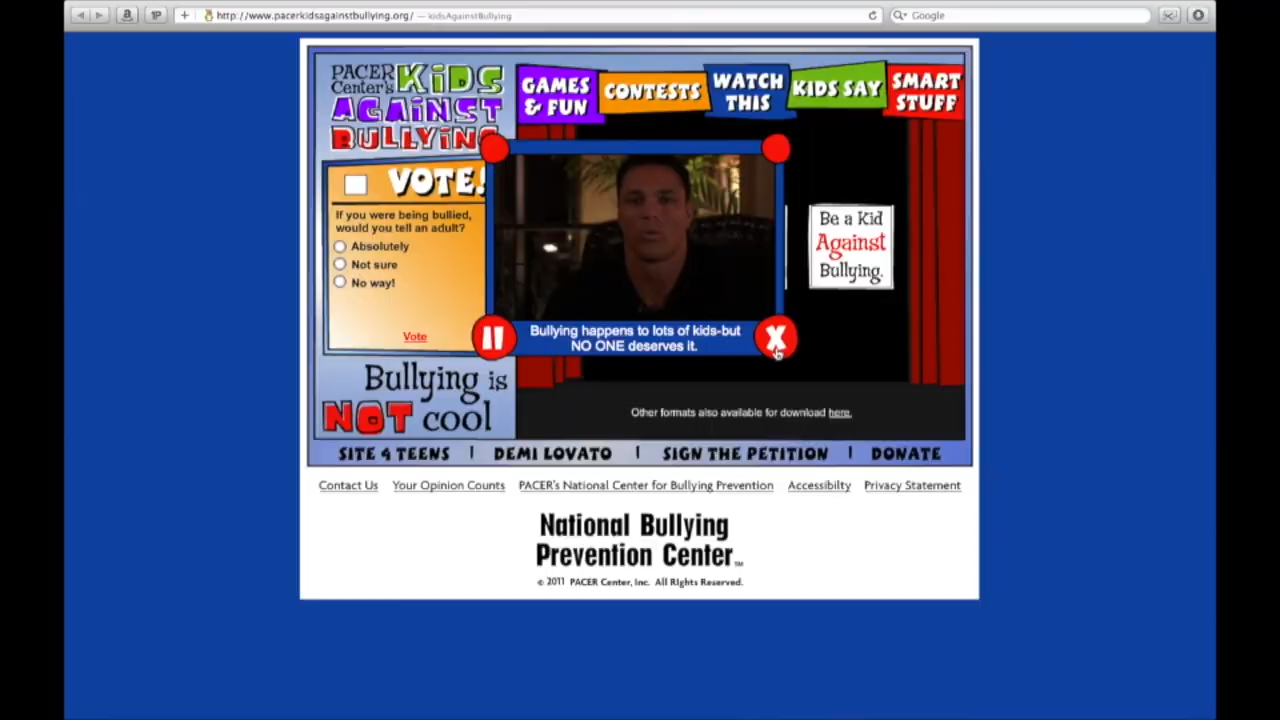 http://www.pacerkidsagainstbullying.org/ — kidsAgainstBullying
Google
PACER
Center's
KiDS
AGAiNST
BULLYiNG
GAMES
& FUN
CONTESTS
WATCH
THIS
KIDS SAY
SMART
STUFF
VOTE!
If you were being bullied,
would you tell an adult?
Absolutely
Not sure
No way!
Vote
Be a Kid
Against
Bullying.
Bullying happens to lots of kids-but
NO ONE deserves it.
X
Bullying is
NOT cool
Other formats also available for download here.
SITE 4 TEENS | DEMI LOVATO | SIGN THE PETITION | DONATE
Contact Us Your Opinion Counts PACER's National Center for Bullying Prevention Accessibilty Privacy Statement
National Bullying
Prevention Center™
© 2011 PACER Center, Inc. All Rights Reserved.